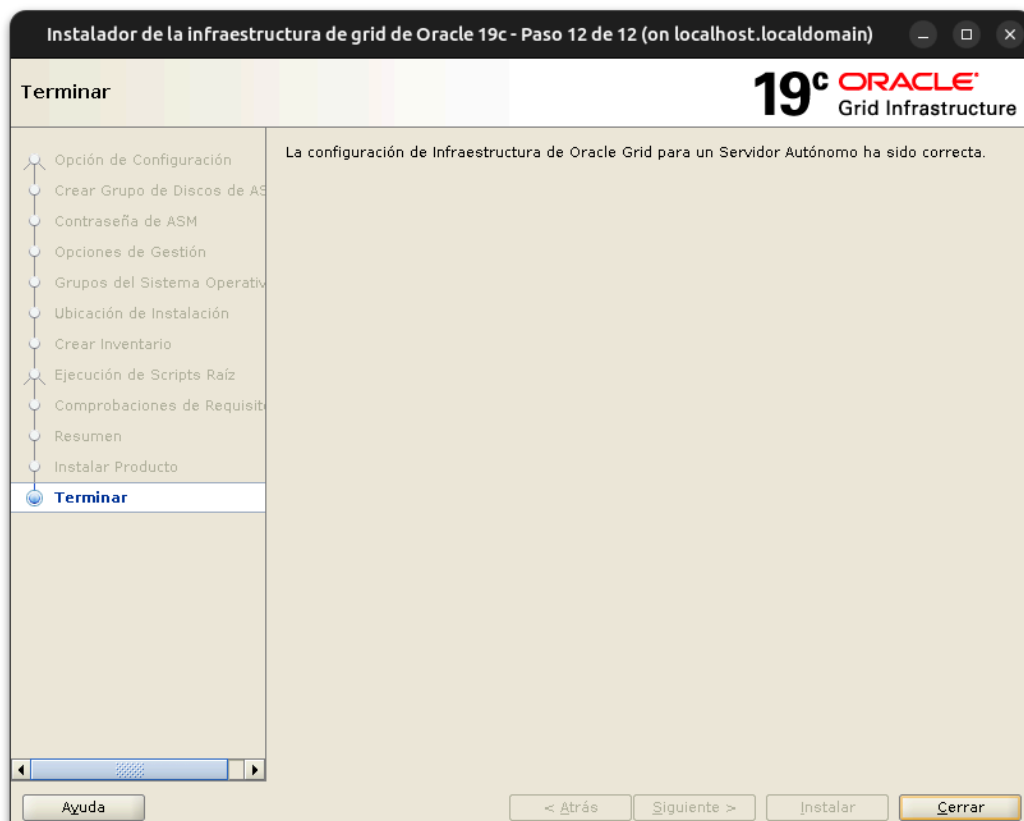 Instalador de la infraestructura de grid de Oracle 19c - Paso 12 de 12 (on localhost.localdomain)
Terminar
19c ORACLE
Grid Infrastructure
Opción de Configuración
Crear Grupo de Discos de AS
Contraseña de ASM
Opciones de Gestión
Grupos del Sistema Operativ
Ubicación de Instalación
Crear Inventario
Ejecución de Scripts Raíz
Comprobaciones de Requisito
Resumen
Instalar Producto
Terminar
La configuración de Infraestructura de Oracle Grid para un Servidor Autónomo ha sido correcta.
Ayuda
< Atrás
Siguiente >
Instalar
Cerrar